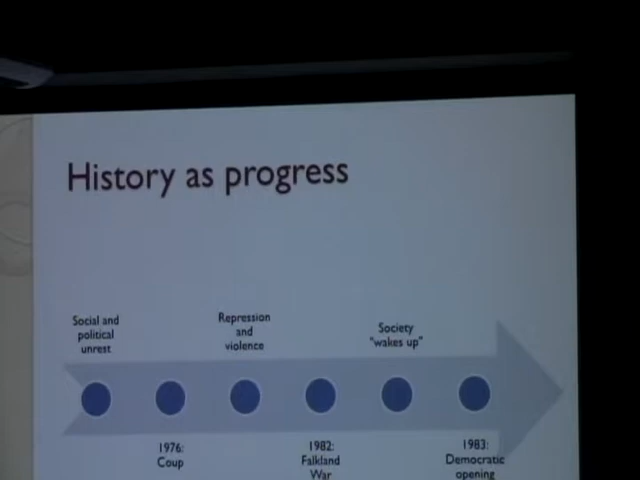 History as progress
Social and
political
unrest
Repression
and
violence
Society
"wakes up"
1976:
Coup
1982:
Falkland
War
1983:
Democratic
opening